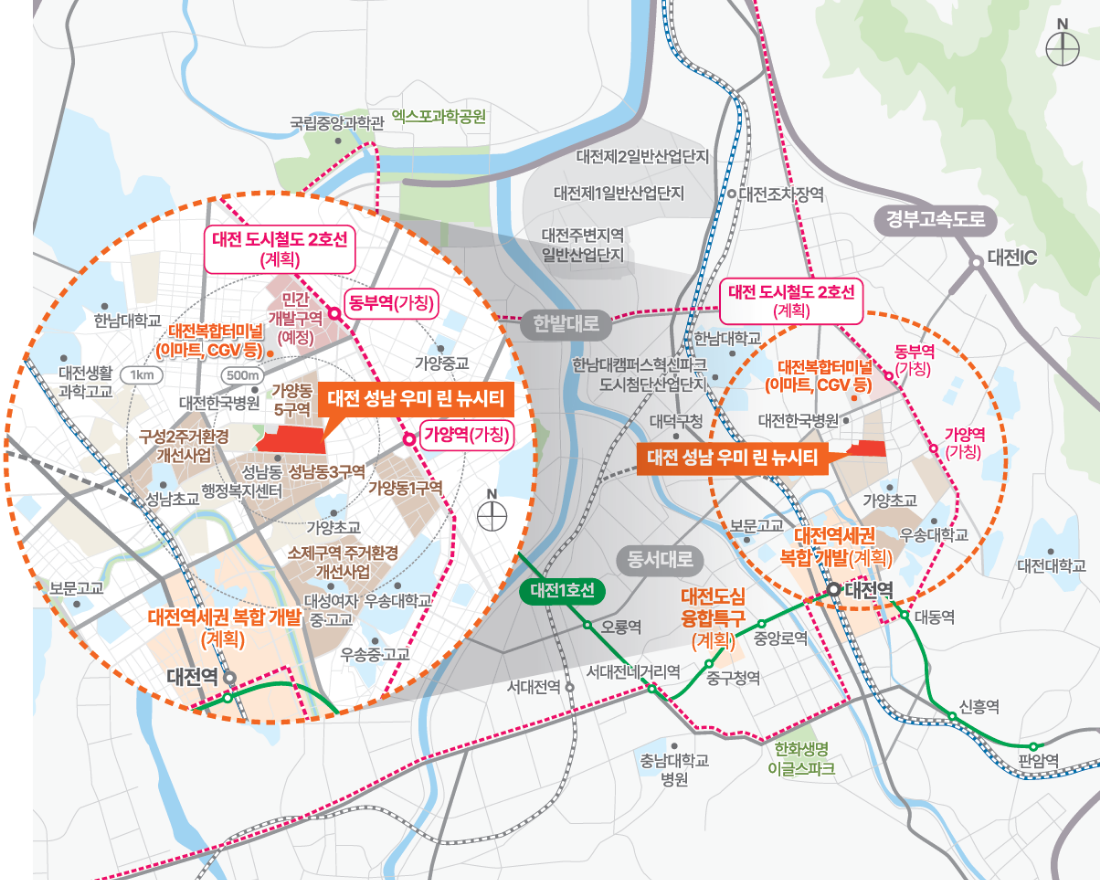 N
국립중앙과학관
엑스포과학공원
대전제2일반산업단지
대전제1일반산업단지
대전조차장역
대전주변지역
일반산업단지
경부고속도로
대전IC
대전 도시철도 2호선
(계획)
민간
개발구역
(예정)
동부역(가칭)
한남대학교
대전복합터미널
(이마트, CGV 등)
대전생활
과학고교
1km
500m
가양중교
대전한국병원
가양동
5구역
대전 성남 우미 린 뉴시티
가양역(가칭)
구성2주거환경
개선사업
성남동
행정복지센터
성남동3구역
가양동1구역
성남초교
N
가양초교
소제구역 주거환경
개선사업
보문고교
대성여자
중·고교
우송대학교
대전역세권 복합 개발
(계획)
우송중·고교
대전역
한밭대로
대전 도시철도 2호선
(계획)
한남대학교
한남대캠퍼스혁신파크
도시첨단산업단지
대전복합터미널
(이마트, CGV 등)
동부역
(가칭)
대덕구청
대전한국병원
가양역
(가칭)
대전 성남 우미 린 뉴시티
가양초교
보문고교
우송대학교
대전역세권
복합 개발(계획)
동서대로
대전대학교
대전1호선
대전도심
융합특구
(계획)
대전역
오룡역
중앙로역
대동역
서대전네거리역
서대전역
중구청역
신흥역
충남대학교
병원
한화생명
이글스파크
판암역